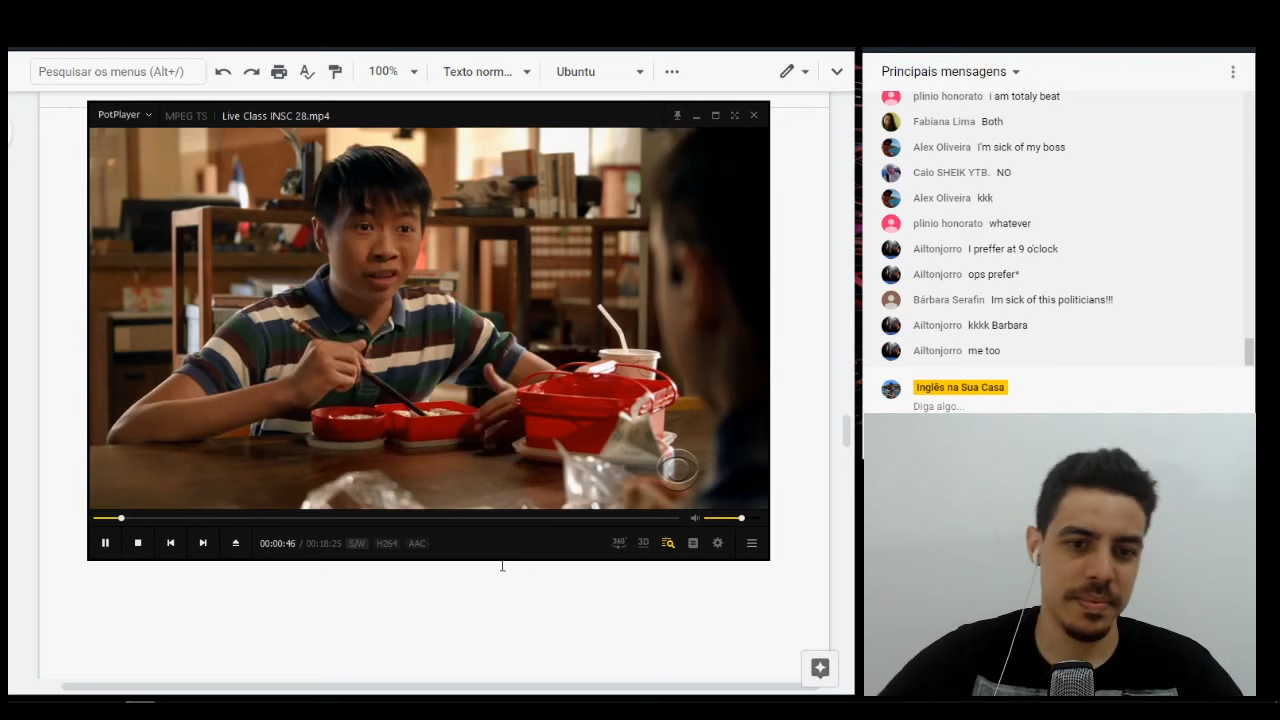 Pesquisar os menus (Alt+/)
100%
Texto norm...
Ubuntu
PotPlayer
MPEG TS
Live Class INSC 28.mp4
00:00:46 / 00:18:25 S/W H264 AAC
360°
3D
Principais mensagens
plinio honorato i am totaly beat
Fabiana Lima Both
Alex Oliveira I'm sick of my boss
Caio SHEIK YTB. NO
Alex Oliveira kkk
plinio honorato whatever
Ailtonjorro I preffer at 9 o'clock
Ailtonjorro ops prefer*
Bárbara Serafin Im sick of this politicians!!!
Ailtonjorro kkkk Barbara
Ailtonjorro me too
Inglês na Sua Casa
Diga algo...